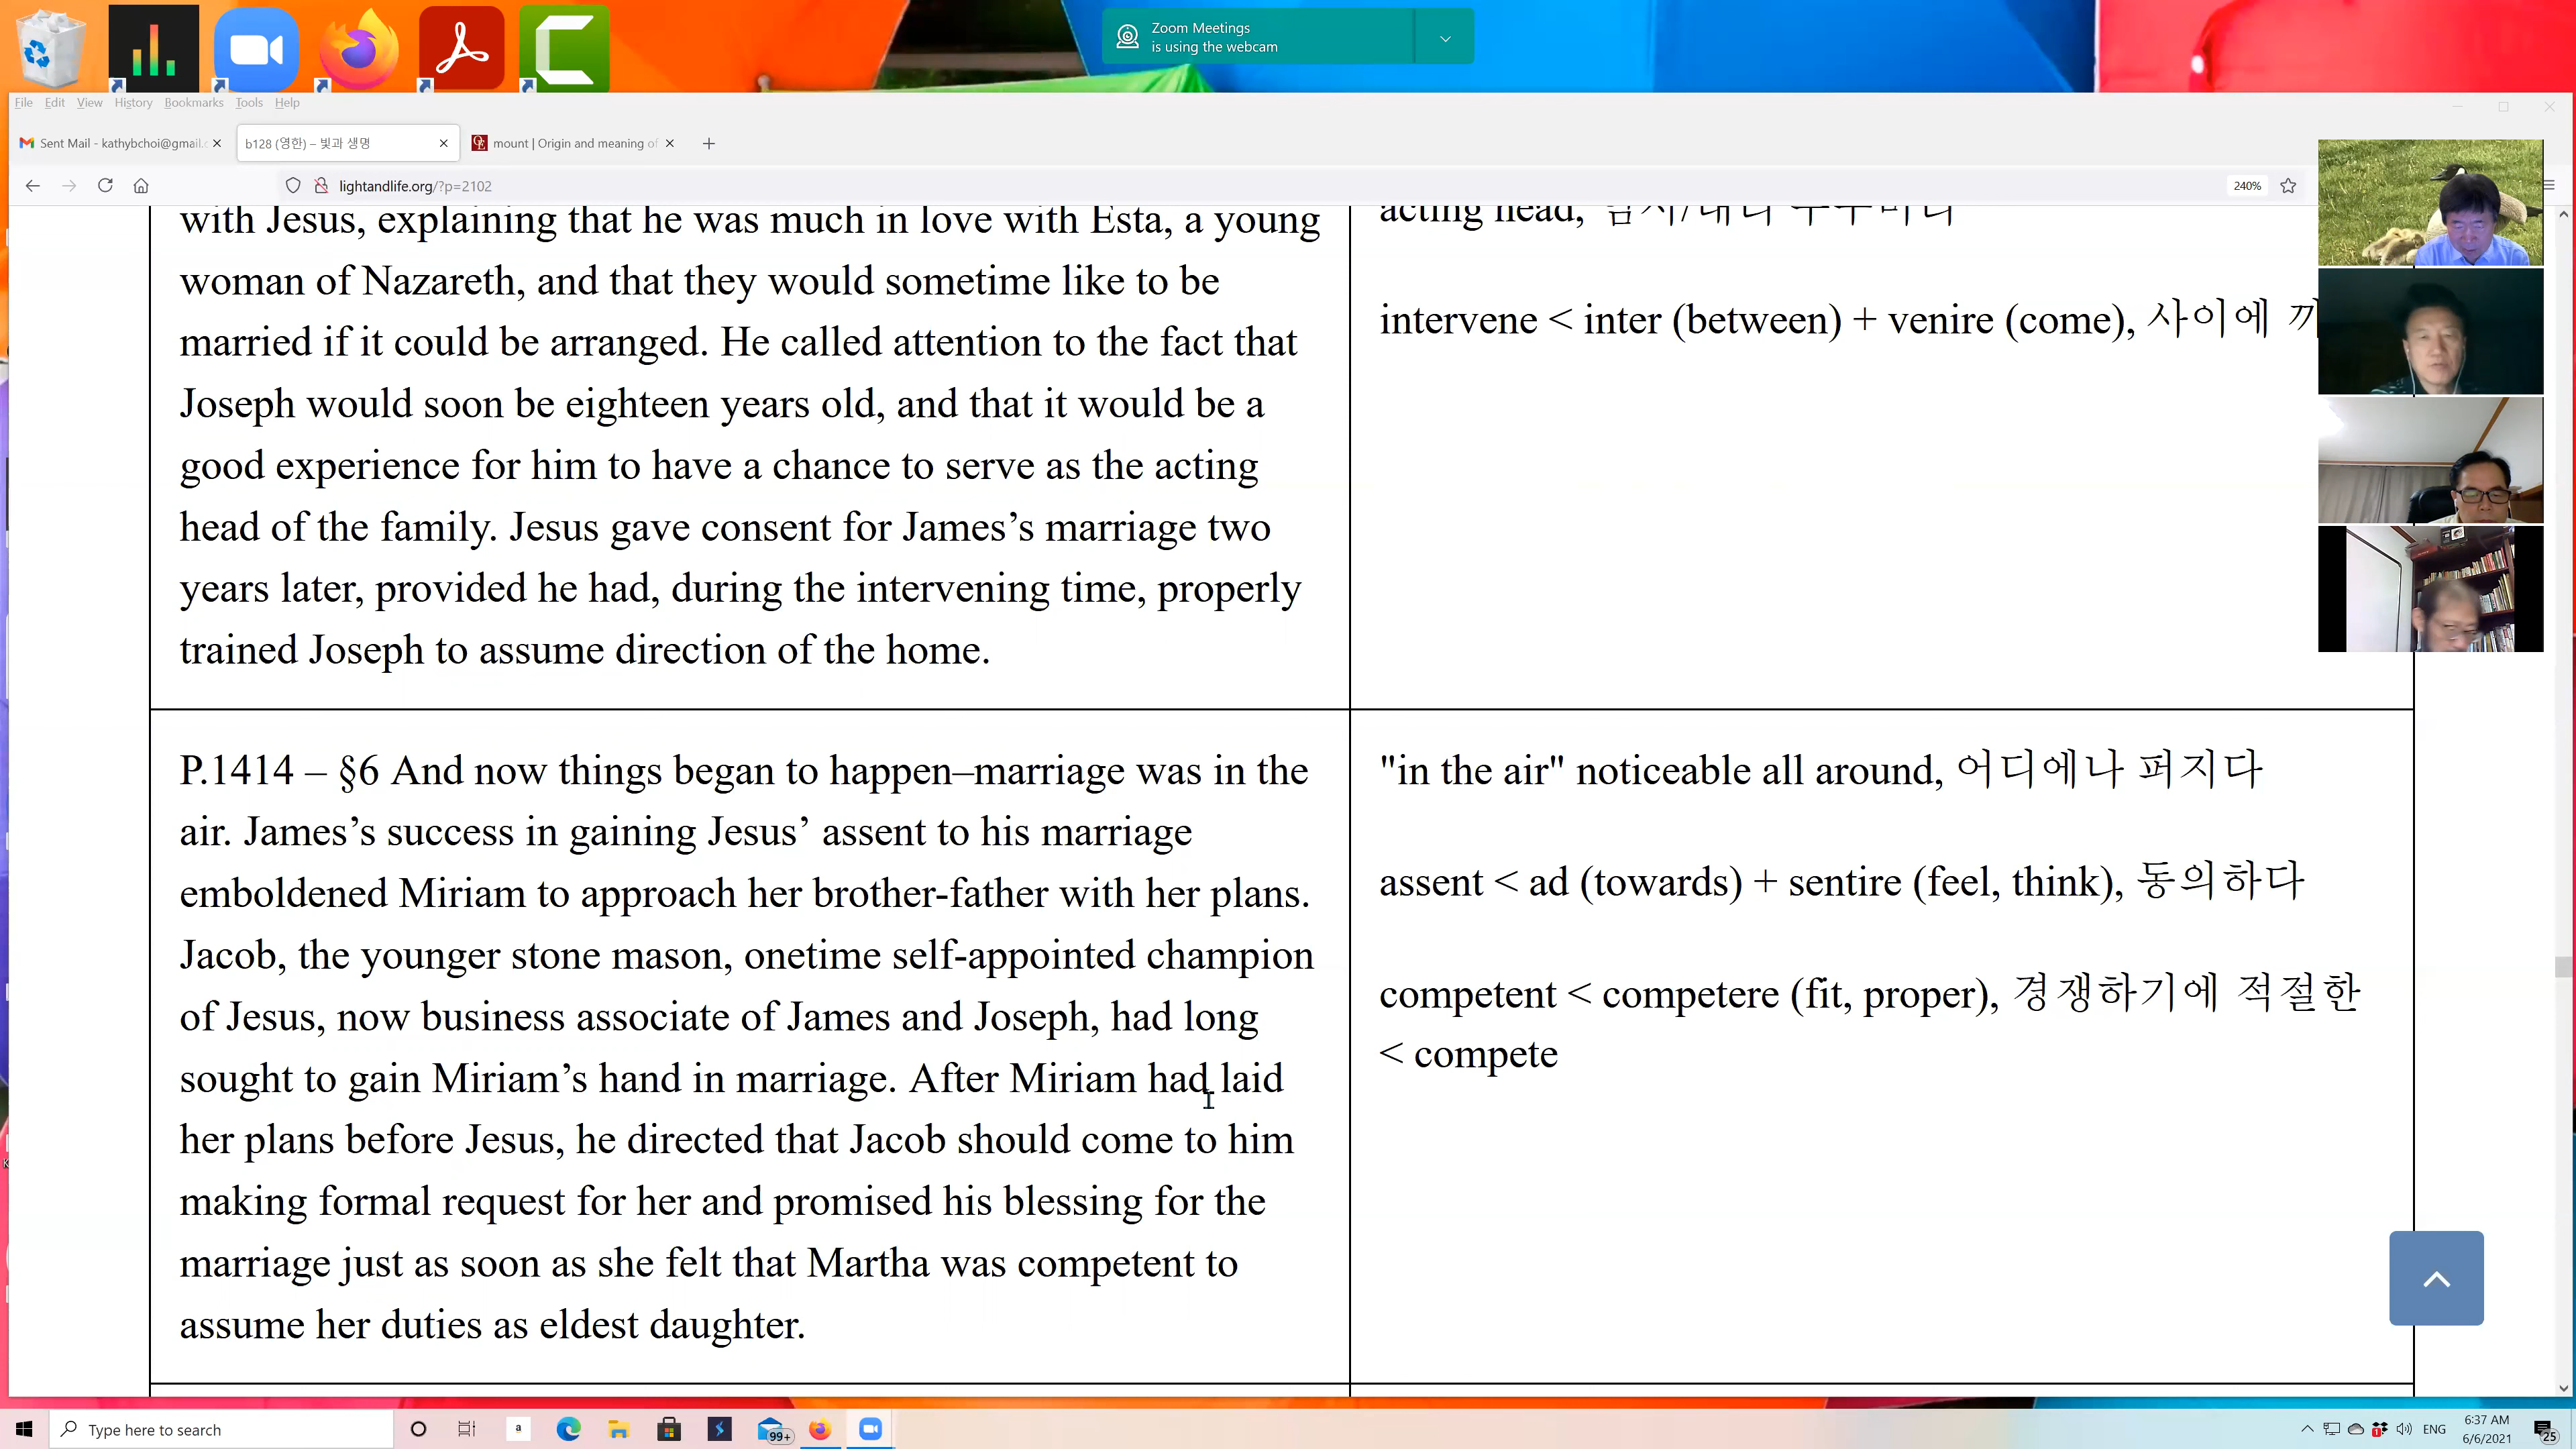 Zoom Meetings
is using the webcam
File Edit View History Bookmarks Tools Help
Sent Mail - kathybchoi@gmail.c
b128 (영한) – 빛과 생명
mount | Origin and meaning of
lightandlife.org/?p=2102
240%
with Jesus, explaining that he was much in love with Esta, a young
woman of Nazareth, and that they would sometime like to be
married if it could be arranged. He called attention to the fact that
Joseph would soon be eighteen years old, and that it would be a
good experience for him to have a chance to serve as the acting
head of the family. Jesus gave consent for James’s marriage two
years later, provided he had, during the intervening time, properly
trained Joseph to assume direction of the home.
acting head,
intervene < inter (between) + venire (come), 사이에
P.1414 – §6 And now things began to happen–marriage was in the
air. James’s success in gaining Jesus’ assent to his marriage
emboldened Miriam to approach her brother-father with her plans.
Jacob, the younger stone mason, onetime self-appointed champion
of Jesus, now business associate of James and Joseph, had long
sought to gain Miriam’s hand in marriage. After Miriam had laid
her plans before Jesus, he directed that Jacob should come to him
making formal request for her and promised his blessing for the
marriage just as soon as she felt that Martha was competent to
assume her duties as eldest daughter.
"in the air" noticeable all around, 어디에나 퍼지다
assent < ad (towards) + sentire (feel, think), 동의하다
competent < competere (fit, proper), 경쟁하기에 적절한
< compete
Type here to search
a
99+
1
ENG
6:37 AM
6/6/2021
25